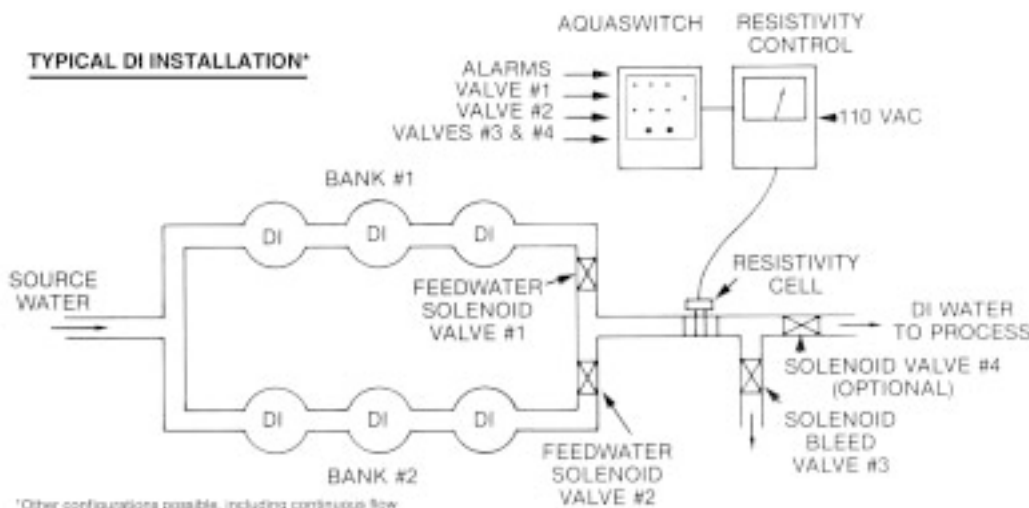 TYPICAL DI INSTALLATION*
AQUASWITCH
RESISTIVITY
CONTROL
ALARMS
VALVE #1
VALVE #2
VALVES #3 & #4
110 VAC
BANK #1
DI
DI
DI
SOURCE
WATER
FEEDWATER
SOLENOID
VALVE #1
RESISTIVITY
CELL
DI WATER
TO PROCESS
SOLENOID VALVE #4
(OPTIONAL)
SOLENOID
BLEED
VALVE #3
DI
DI
DI
BANK #2
FEEDWATER
SOLENOID
VALVE #2
*Other configurations possible, including continuous flow